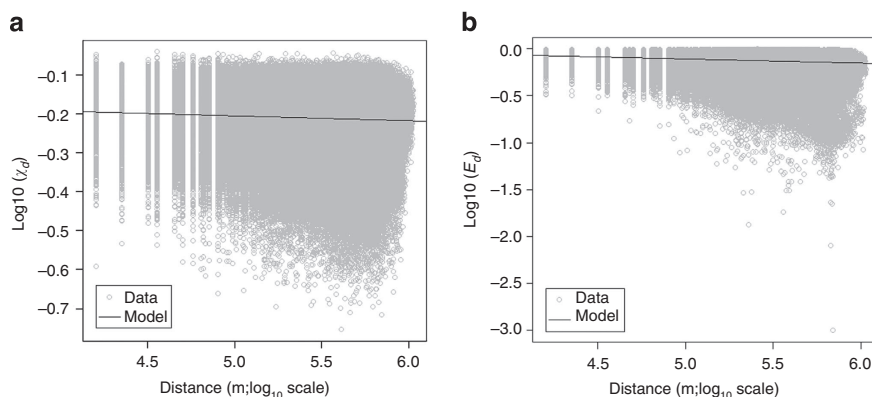 a
Log10 (χd)
−0.1
−0.2
−0.3
−0.4
−0.5
−0.6
−0.7
Data
Model
4.5
5.0
5.5
6.0
Distance (m;log10 scale)
b
Log10 (Ed)
0.0
−0.5
−1.0
−1.5
−2.0
−2.5
−3.0
Data
Model
4.5
5.0
5.5
6.0
Distance (m;log10 scale)